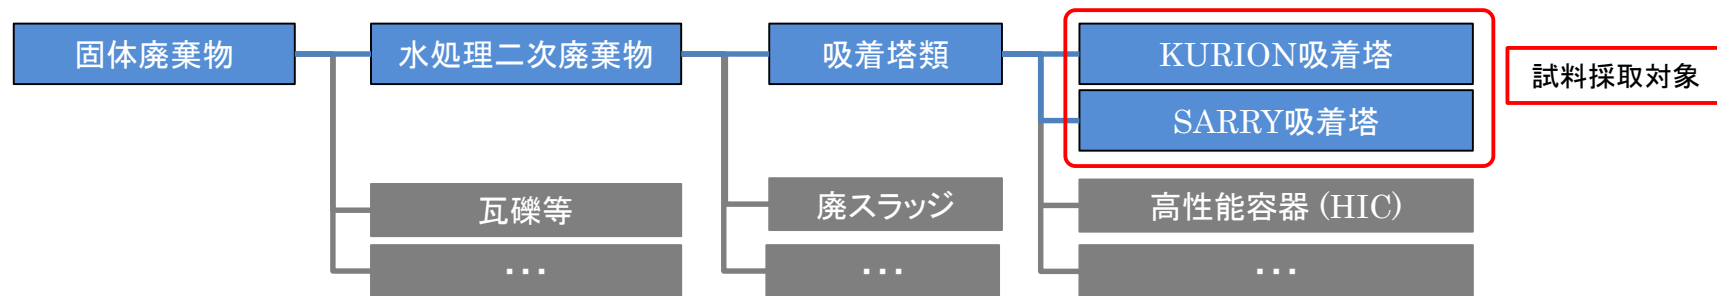 固体廃棄物
水処理二次廃棄物
吸着塔類
KURION吸着塔
試料採取対象
SARRY吸着塔
瓦礫等
廃スラッジ
高性能容器 (HIC)
･･･
･･･
･･･